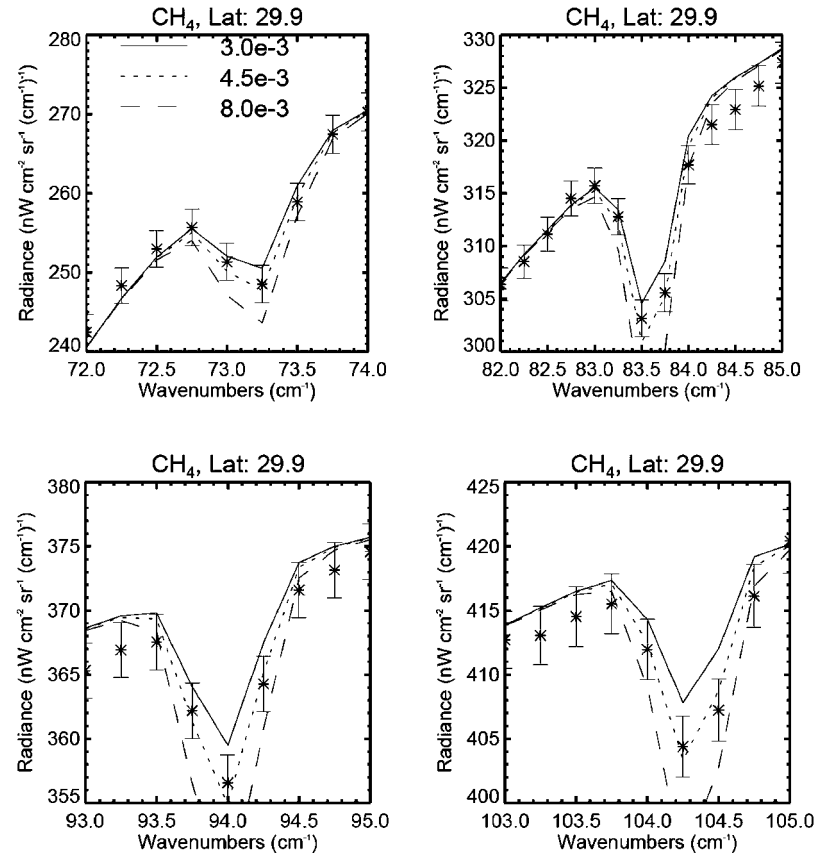 CH4, Lat: 29.9
280
270
260
250
240
Radiance (nW cm-2 sr-1 (cm-1)-1)
3.0e-3
4.5e-3
8.0e-3
72.0 72.5 73.0 73.5 74.0
Wavenumbers (cm-1)
CH4, Lat: 29.9
330
325
320
315
310
305
300
Radiance (nW cm-2 sr-1 (cm-1)-1)
82.0 82.5 83.0 83.5 84.0 84.5 85.0
Wavenumbers (cm-1)
CH4, Lat: 29.9
380
375
370
365
360
355
Radiance (nW cm-2 sr-1 (cm-1)-1)
93.0 93.5 94.0 94.5 95.0
Wavenumbers (cm-1)
CH4, Lat: 29.9
425
420
415
410
405
400
Radiance (nW cm-2 sr-1 (cm-1)-1)
103.0 103.5 104.0 104.5 105.0
Wavenumbers (cm-1)